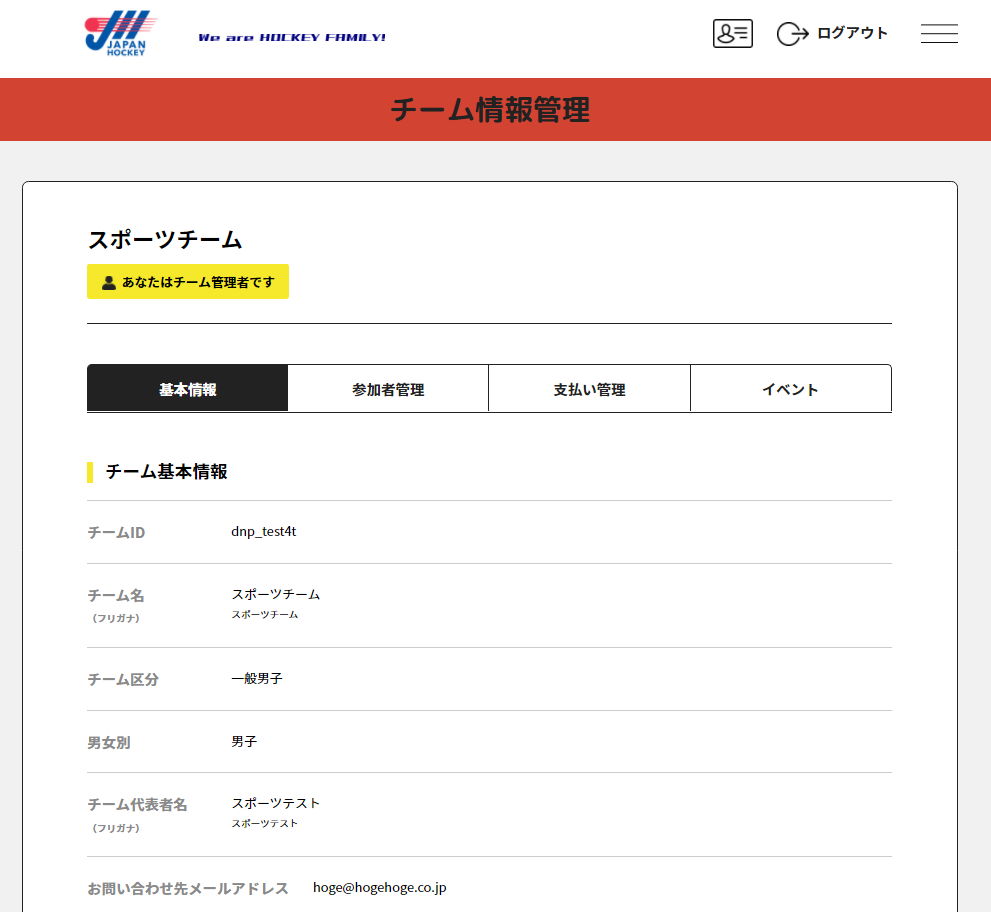 JAPAN
HOCKEY
We are HOCKEY FAMILY!
ログアウト
チーム情報管理
スポーツチーム
あなたはチーム管理者です
基本情報 参加者管理 支払い管理 イベント
チーム基本情報
チームID dnp_test4t
チーム名 スポーツチーム
（フリガナ） スポーツチーム
チーム区分 一般男子
男女別 男子
チーム代表者名 スポーツテスト
（フリガナ） スポーツテスト
お問い合わせ先メールアドレス hoge@hogehoge.co.jp